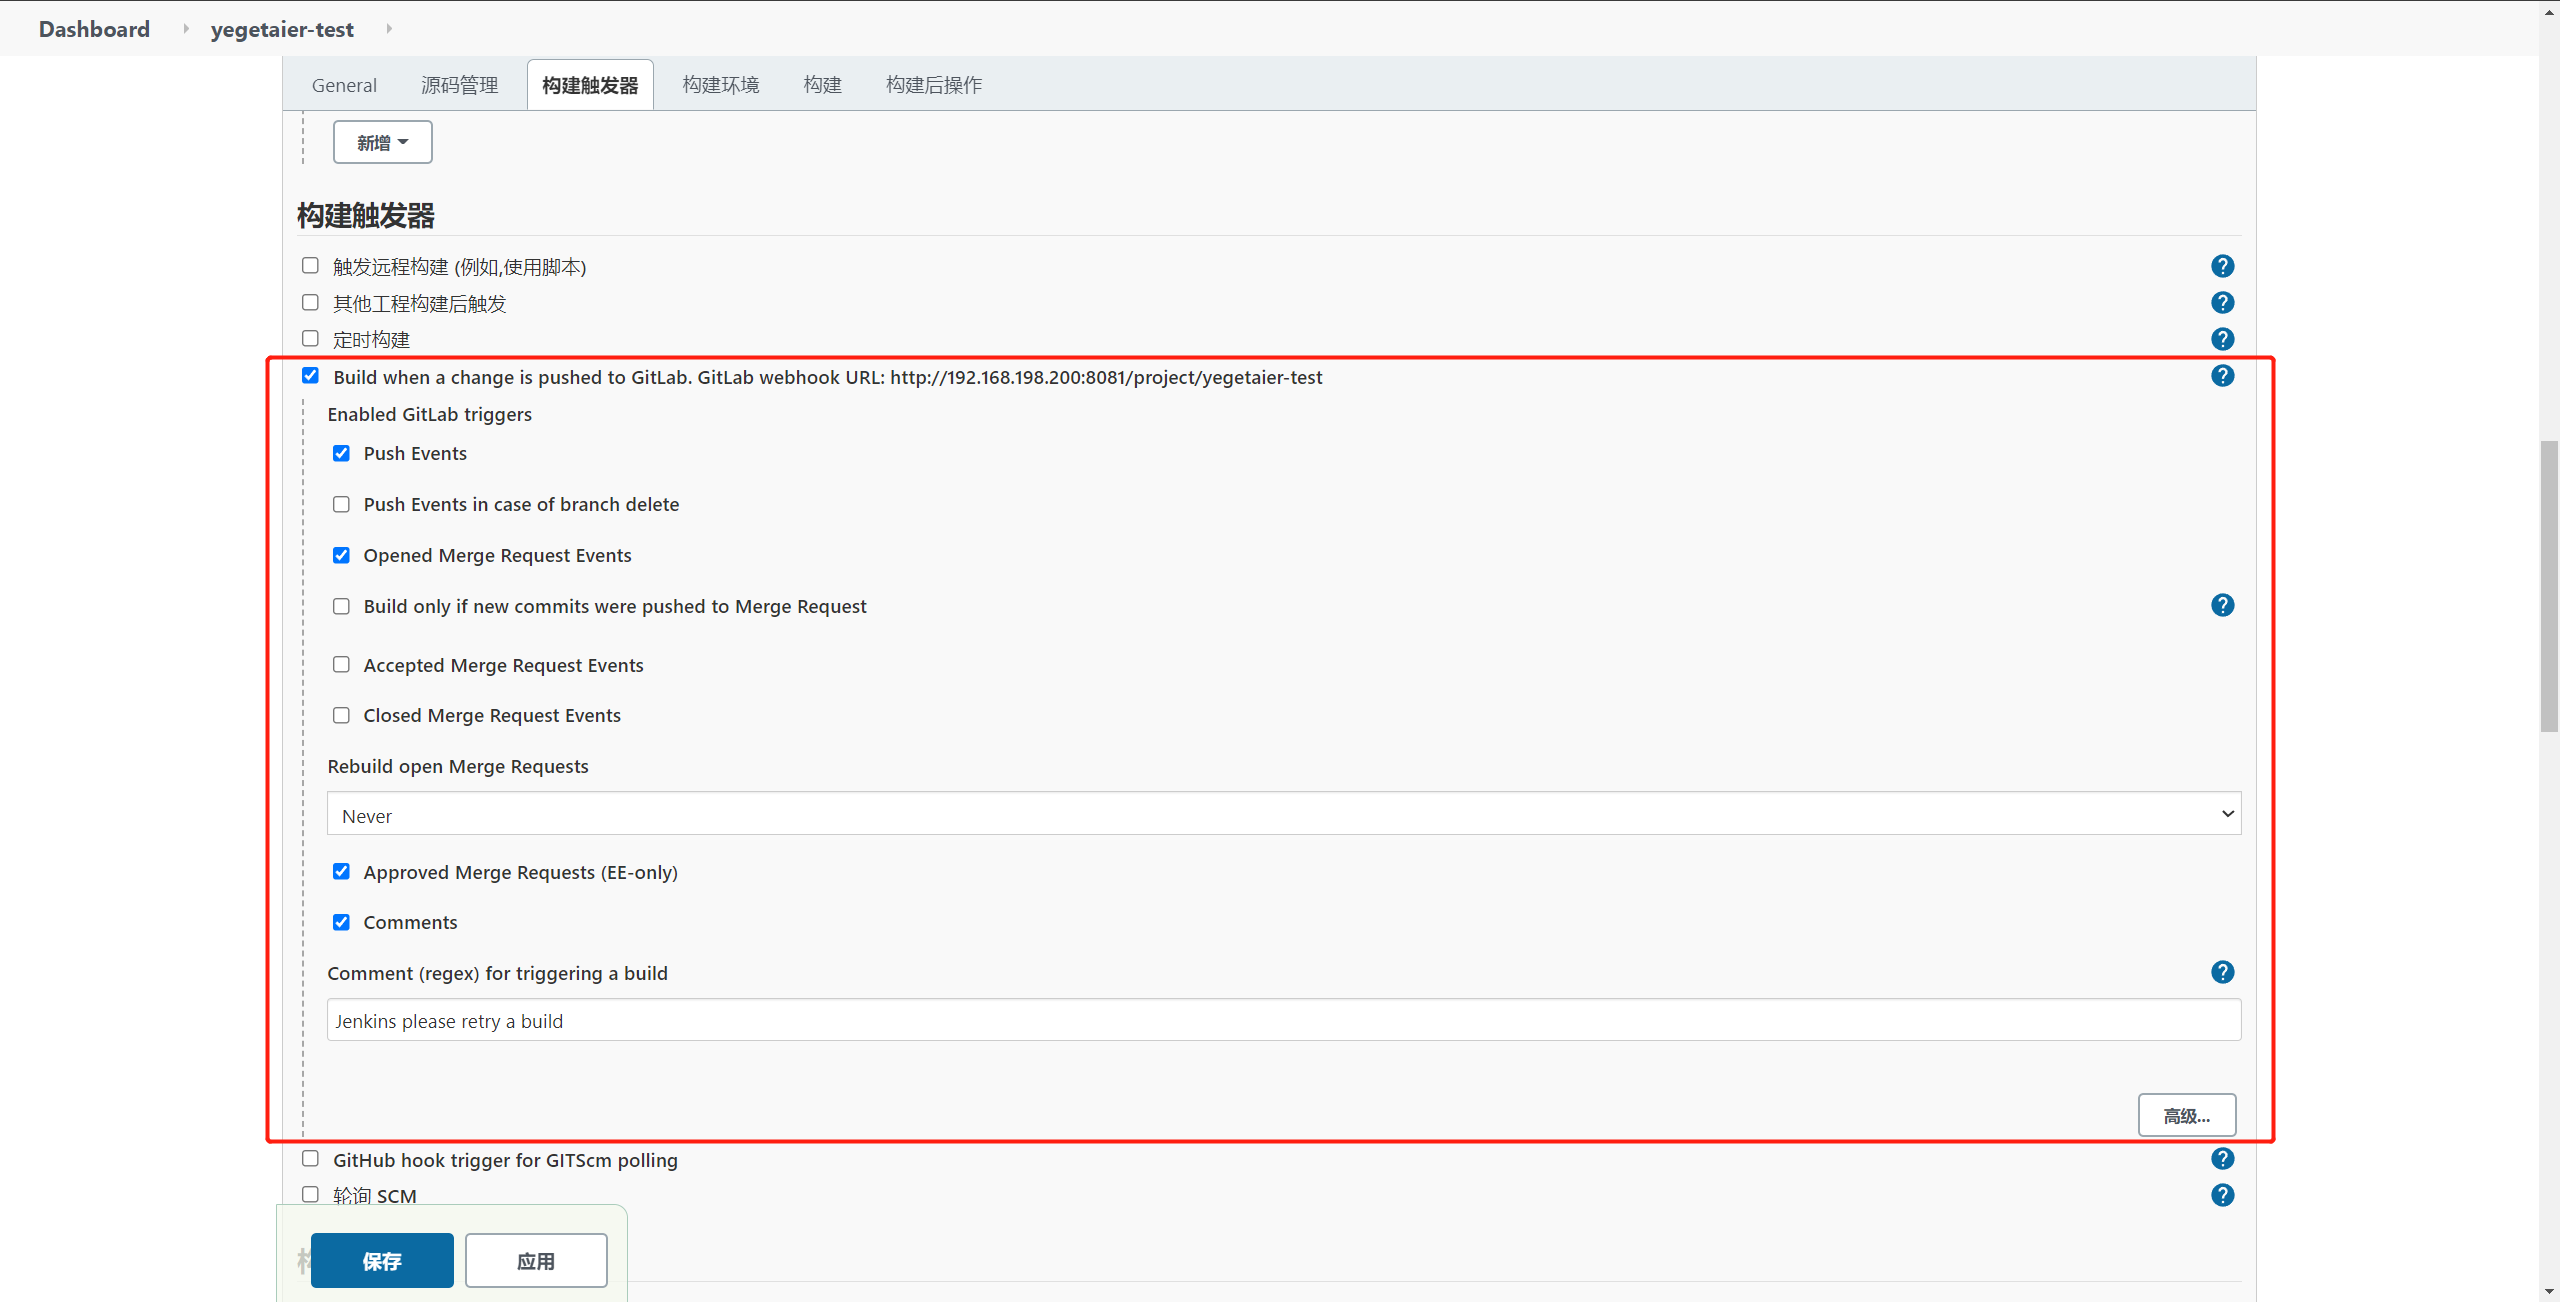 Dashboard yegetaier-test
General 源码管理 构建触发器 构建环境 构建 构建后操作
新增
构建触发器
触发远程构建 (例如,使用脚本)
其他工程构建后触发
定时构建
Build when a change is pushed to GitLab. GitLab webhook URL: http://192.168.198.200:8081/project/yegetaier-test
Enabled GitLab triggers
Push Events
Push Events in case of branch delete
Opened Merge Request Events
Build only if new commits were pushed to Merge Request
Accepted Merge Request Events
Closed Merge Request Events
Rebuild open Merge Requests
Never
Approved Merge Requests (EE-only)
Comments
Comment (regex) for triggering a build
Jenkins please retry a build
高级...
GitHub hook trigger for GITScm polling
轮询 SCM
保存 应用